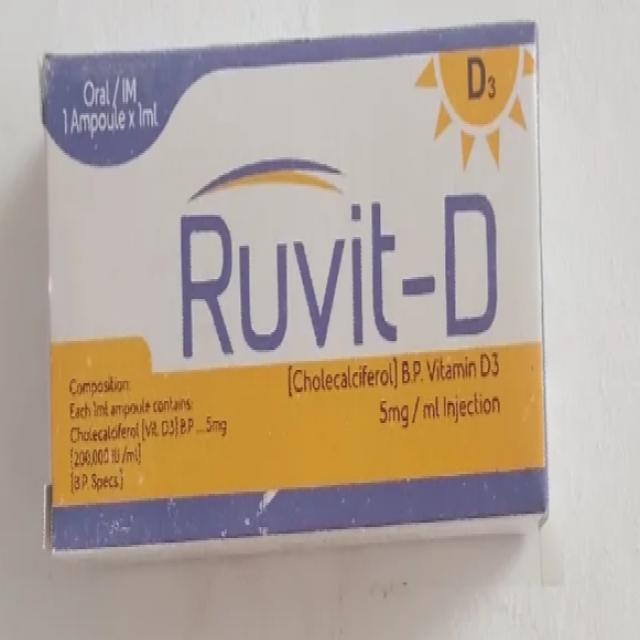 Oral / IM
1 Ampoule x 1ml
D3
Ruvit-D
[Cholecalciferol] B.P. Vitamin D3
5mg / ml Injection
Composition:
Each 1ml ampoule contains:
Cholecalciferol [Vit. D3] B.P ....5mg
[200,000 IU/ml]
[B.P. Specs.]